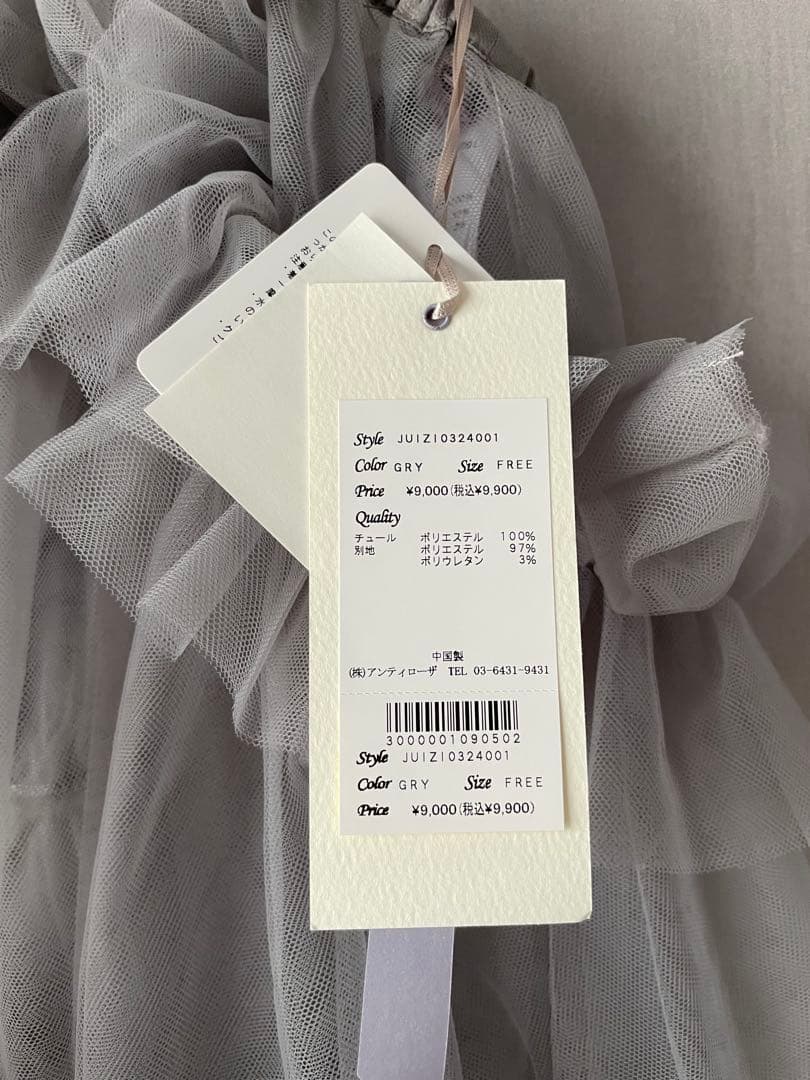 Style JUIZI0324001
Color GRY Size FREE
Price ¥9,000(税込¥9,900)
Quality
チュール ポリエステル 100%
別地 ポリエステル 97%
ポリウレタン 3%
中国製
(株)アンティローザ TEL 03-6431-9431
3000001090502
Style JUIZI0324001
Color GRY Size FREE
Price ¥9,000(税込¥9,900)